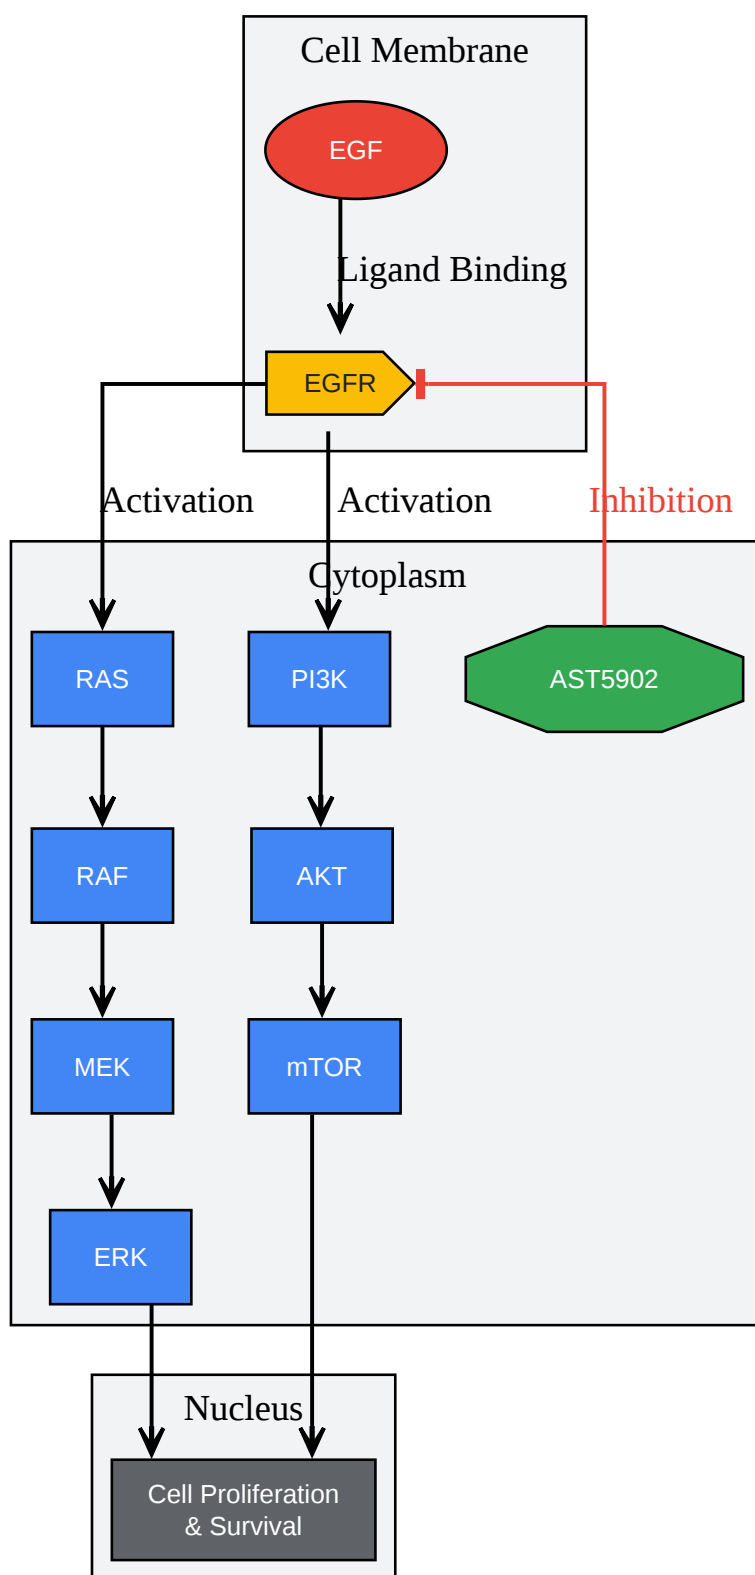 Cell Membrane
EGF
Ligand Binding
EGFR
Activation
Activation
Inhibition
Cytoplasm
RAS
PI3K
AST5902
RAF
AKT
MEK
mTOR
ERK
Nucleus
Cell Proliferation
& Survival